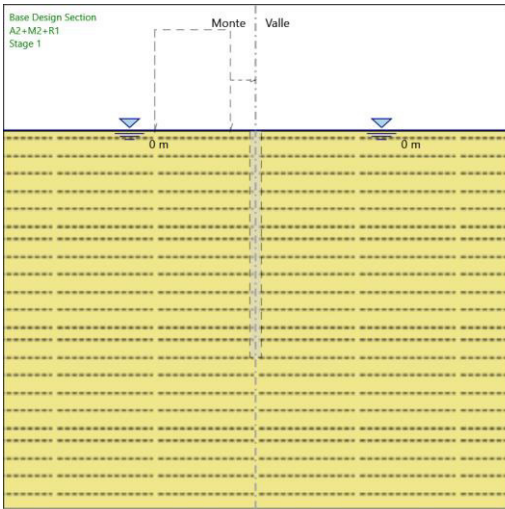 Base Design Section
A2+M2+R1
Stage 1
Monte
Valle
0 m
0 m